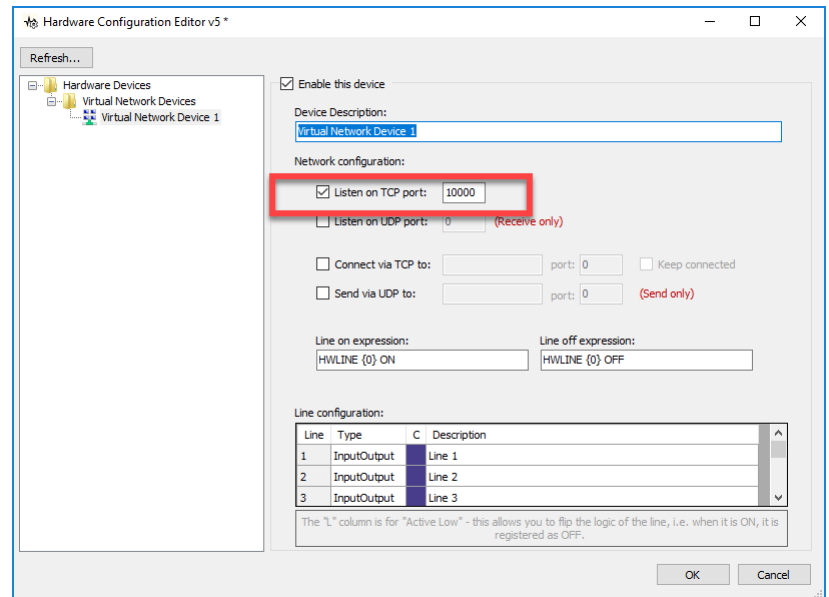 Hardware Configuration Editor v5 *
Refresh...
Hardware Devices
Virtual Network Devices
Virtual Network Device 1
Enable this device
Device Description:
Virtual Network Device 1
Network configuration:
Listen on TCP port: 10000
Listen on UDP port: 0 (Receive only)
Connect via TCP to: port: 0 Keep connected
Send via UDP to: port: 0 (Send only)
Line on expression: Line off expression:
HWLINE {0} ON HWLINE {0} OFF
Line configuration:
Line Type C Description
1 InputOutput Line 1
2 InputOutput Line 2
3 InputOutput Line 3
The "L" column is for "Active Low" - this allows you to flip the logic of the line, i.e. when it is ON, it is
registered as OFF.
OK Cancel